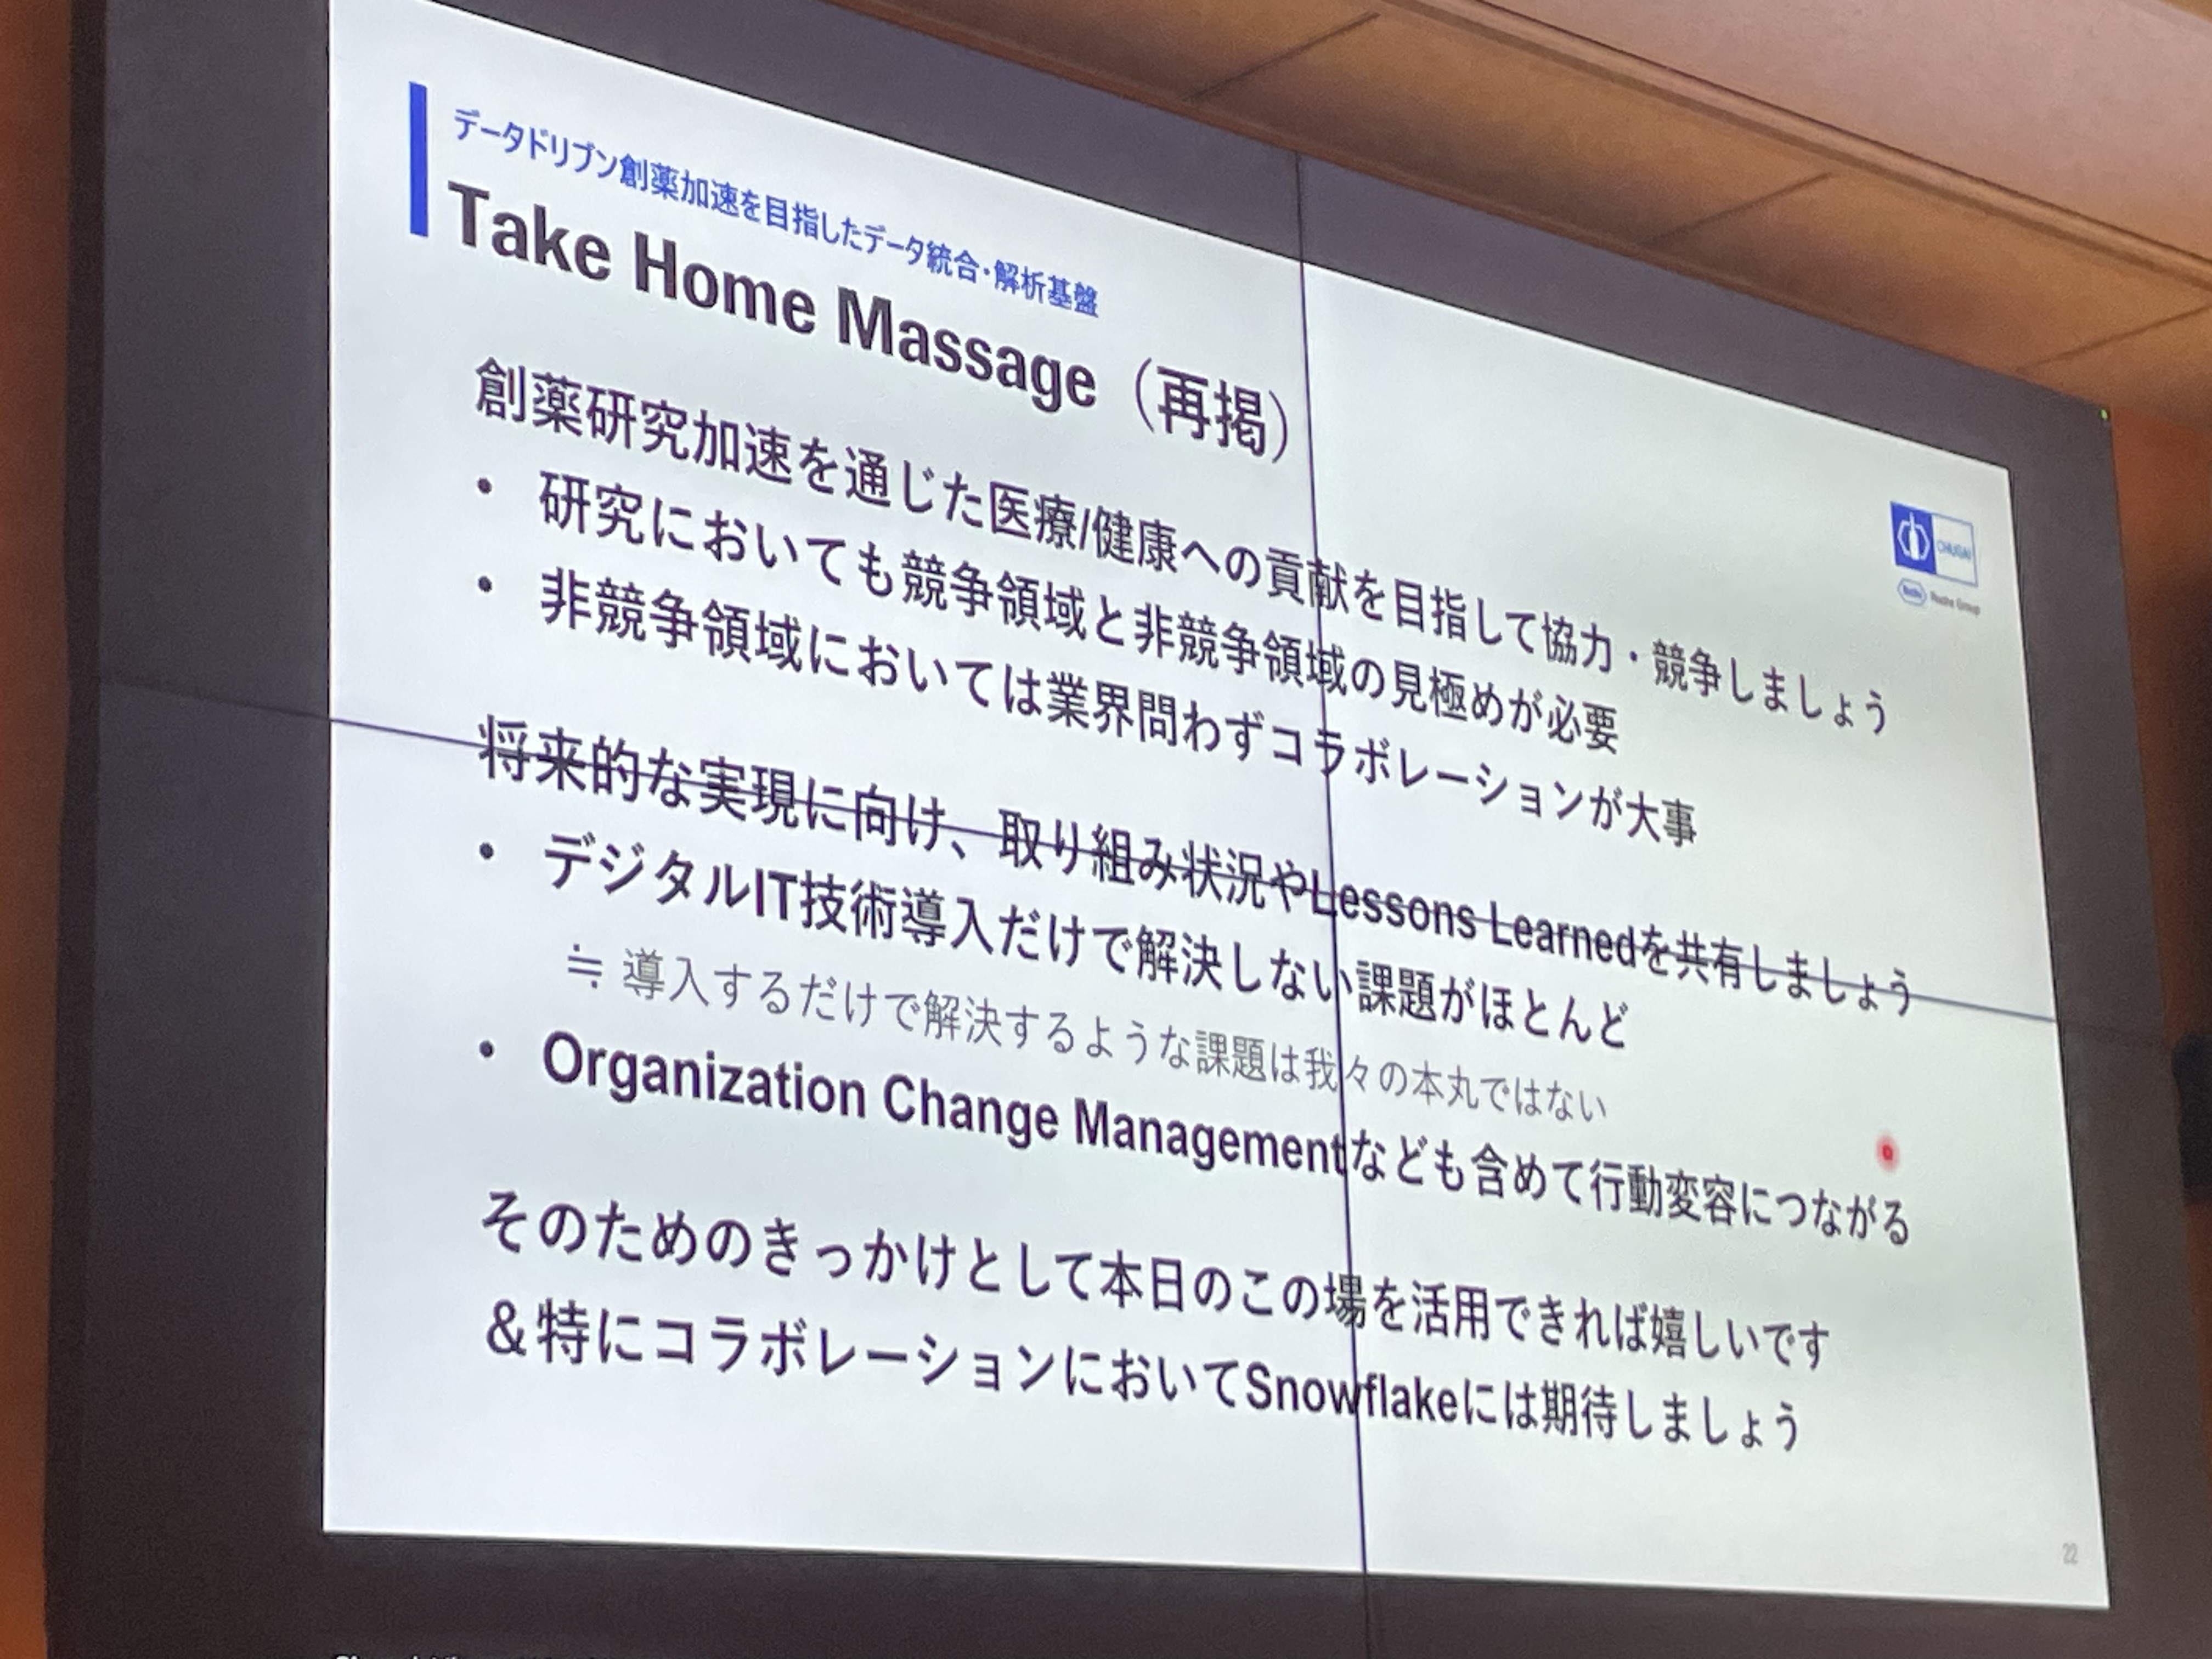 データドリブン創薬加速を目指したデータ統合・解析基盤
Take Home Massage（再掲）
創薬研究加速を通じた医療/健康への貢献を目指して協力・競争しましょう
• 研究においても競争領域と非競争領域の見極めが必要
• 非競争領域においては業界問わずコラボレーションが大事
将来的な実現に向け、取り組み状況やLessons Learnedを共有しましょう
• デジタルIT技術導入だけで解決しない課題がほとんど
≒ 導入するだけで解決するような課題は我々の本丸ではない
• Organization Change Managementなども含めて行動変容につながる
そのためのきっかけとして本日のこの場を活用できれば嬉しいです
＆特にコラボレーションにおいてSnowflakeには期待しましょう
CHUGAI
Roche Roche Group
22